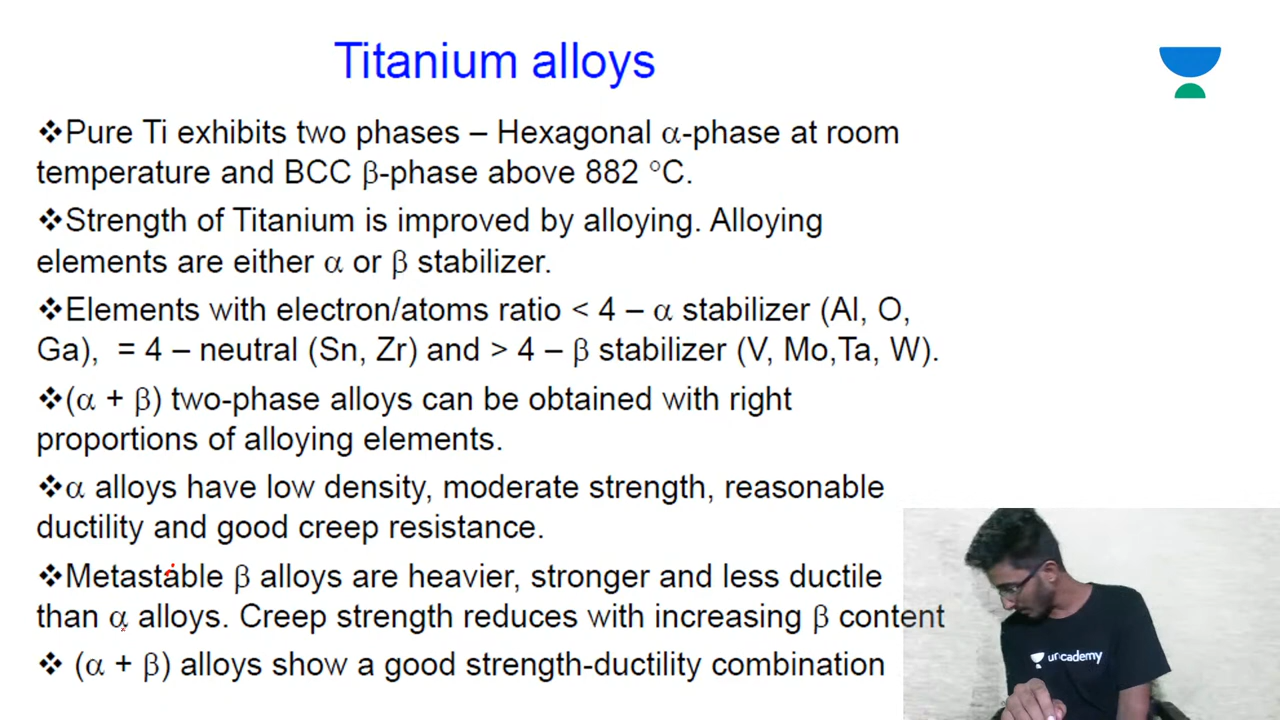 Titanium alloys
❖Pure Ti exhibits two phases – Hexagonal α-phase at room
temperature and BCC β-phase above 882 °C.
❖Strength of Titanium is improved by alloying. Alloying
elements are either α or β stabilizer.
❖Elements with electron/atoms ratio < 4 – α stabilizer (Al, O,
Ga),  = 4 – neutral (Sn, Zr) and > 4 – β stabilizer (V, Mo,Ta, W).
❖(α + β) two-phase alloys can be obtained with right
proportions of alloying elements.
❖α alloys have low density, moderate strength, reasonable
ductility and good creep resistance.
❖Metastable β alloys are heavier, stronger and less ductile
than α alloys. Creep strength reduces with increasing β content
❖ (α + β) alloys show a good strength-ductility combination
unacademy